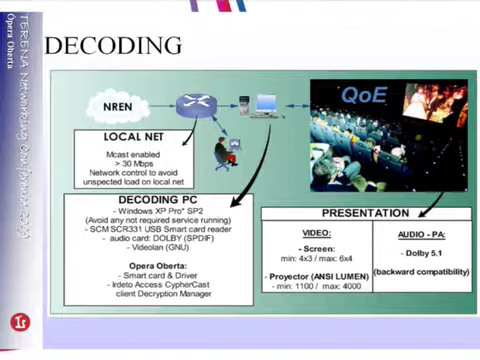 TERENA Networking Conference
Òpera Oberta
DECODING
NREN
QoE
LOCAL NET
Mcast enabled
> 30 Mbps
Network control to avoid
unspected load on local net
DECODING PC
- Windows XP Pro* SP2
(Avoid any not required service running)
- SCM SCR331 USB Smart card reader
- audio card: DOLBY (SPDIF)
- Videolan (GNU)
Opera Oberta:
- Smart card & Driver
- Irdeto Access CypherCast
client Decryption Manager
PRESENTATION
VIDEO:
- Screen:
min: 4x3 / max: 6x4
- Proyector (ANSI LUMEN)
- min: 1100 / max: 4000
AUDIO - PA:
- Dolby 5.1
(backward compatibility)